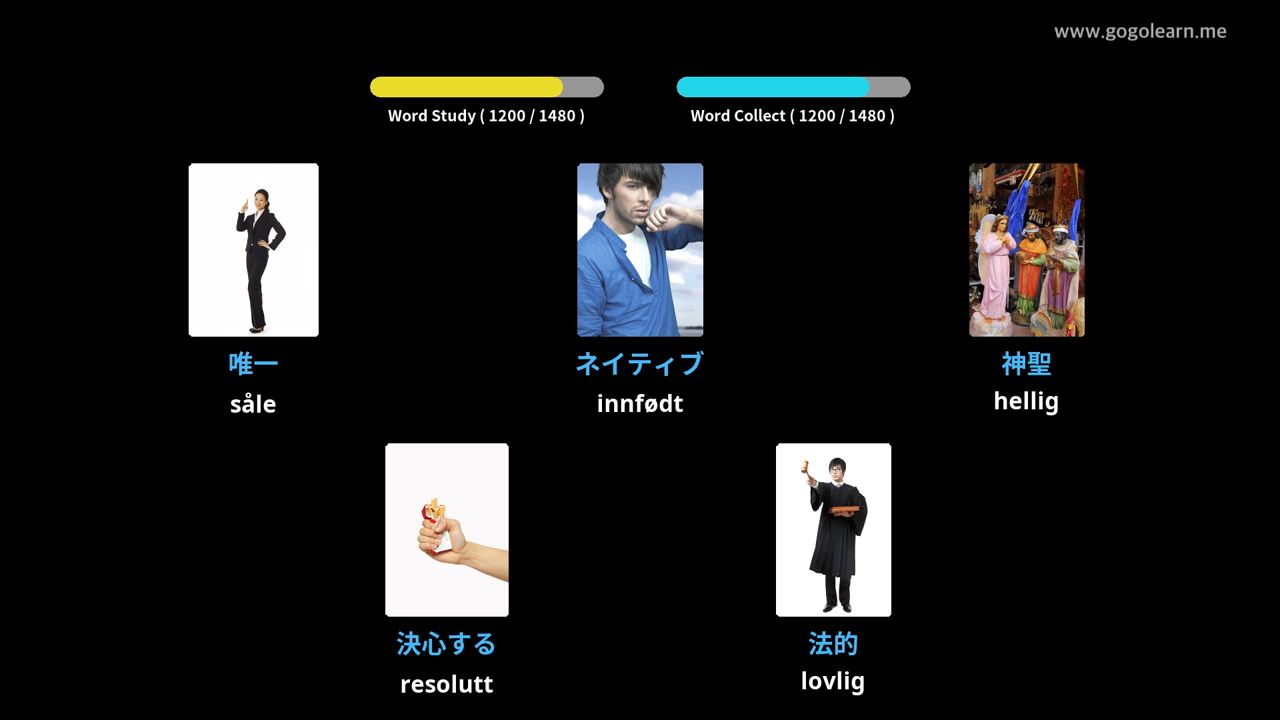 www.gogolearn.me
Word Study ( 1200 / 1480 )
Word Collect ( 1200 / 1480 )
唯一
såle
ネイティブ
innfødt
神聖
hellig
決心する
resolutt
法的
lovlig